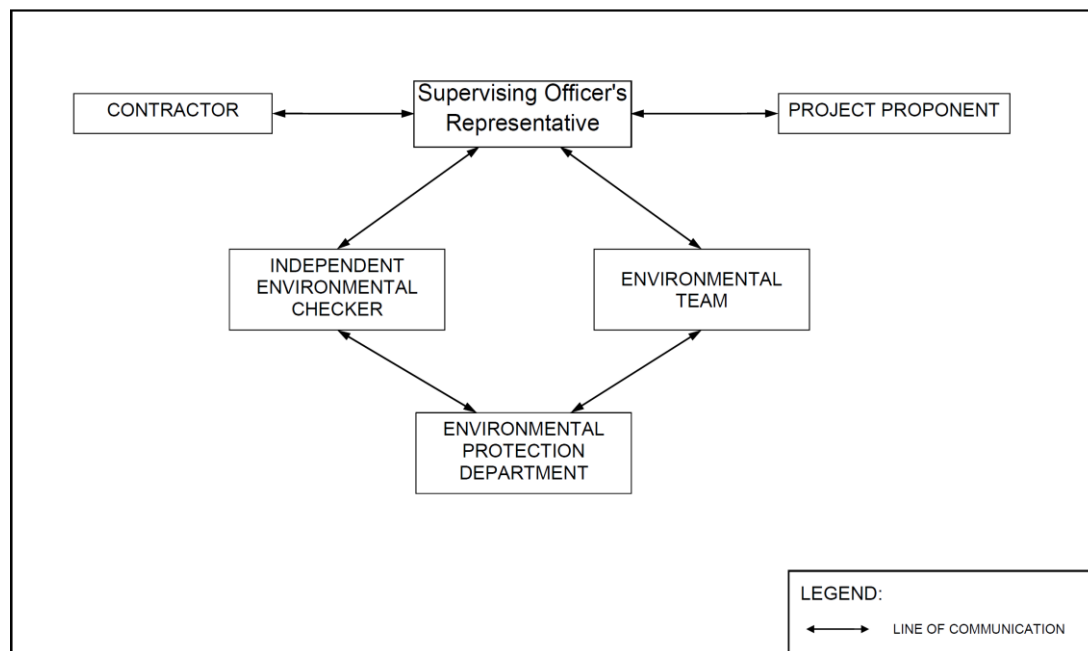 CONTRACTOR
Supervising Officer's
Representative
PROJECT PROPONENT
INDEPENDENT
ENVIRONMENTAL
CHECKER
ENVIRONMENTAL
TEAM
ENVIRONMENTAL
PROTECTION
DEPARTMENT
LEGEND:
LINE OF COMMUNICATION